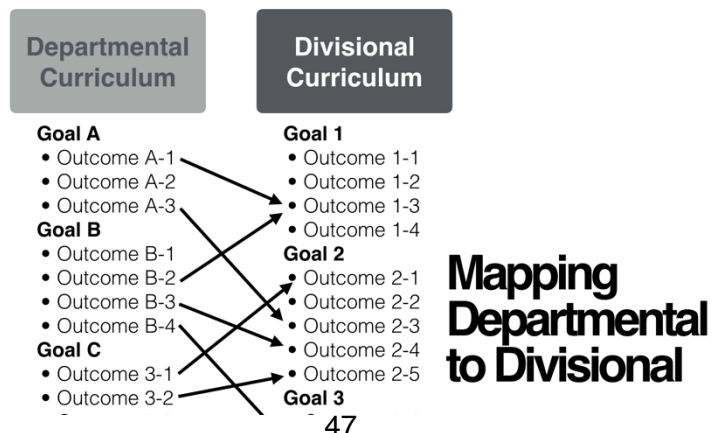 Departmental
Curriculum
Goal A
• Outcome A-1
• Outcome A-2
• Outcome A-3
Goal B
• Outcome B-1
• Outcome B-2
• Outcome B-3
• Outcome B-4
Goal C
• Outcome 3-1
• Outcome 3-2
Divisional
Curriculum
Goal 1
• Outcome 1-1
• Outcome 1-2
• Outcome 1-3
• Outcome 1-4
Goal 2
• Outcome 2-1
• Outcome 2-2
• Outcome 2-3
• Outcome 2-4
• Outcome 2-5
Goal 3
Mapping
Departmental
to Divisional
47